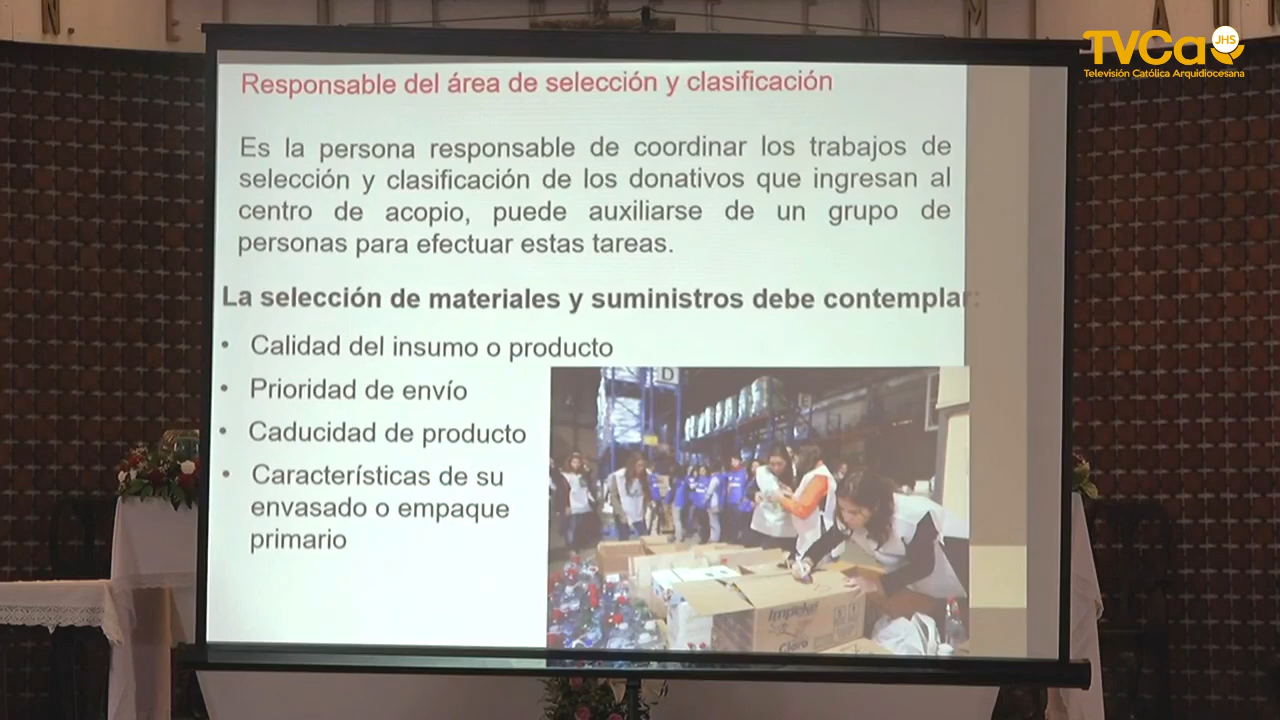 TVCa
JHS
Televisión Católica Arquidiocesana
Responsable del área de selección y clasificación
Es la persona responsable de coordinar los trabajos de
selección y clasificación de los donativos que ingresan al
centro de acopio, puede auxiliarse de un grupo de
personas para efectuar estas tareas.
La selección de materiales y suministros debe contemplar:
• Calidad del insumo o producto
• Prioridad de envío
• Caducidad de producto
• Características de su
envasado o empaque
primario
D
E
Impeke
Claro